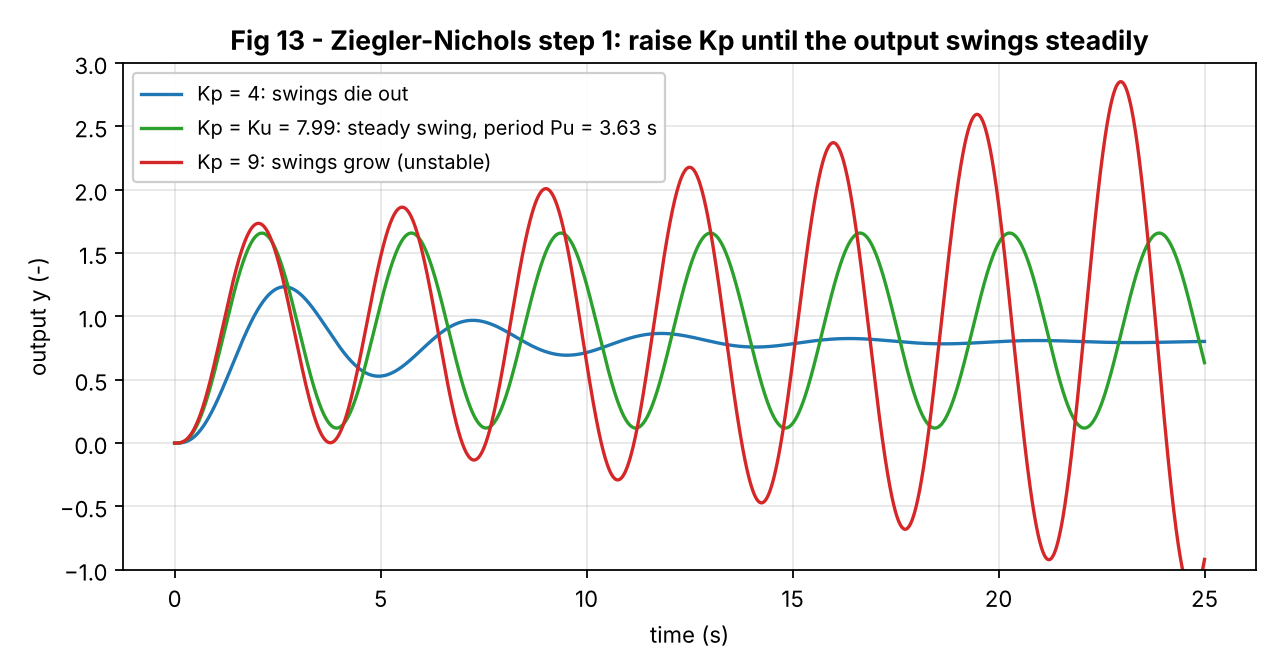 Fig 13 - Ziegler-Nichols step 1: raise Kp until the output swings steadily
Kp = 4: swings die out
Kp = Ku = 7.99: steady swing, period Pu = 3.63 s
Kp = 9: swings grow (unstable)
output y (-)
3.0
2.5
2.0
1.5
1.0
0.5
0.0
−0.5
−1.0
0 5 10 15 20 25
time (s)